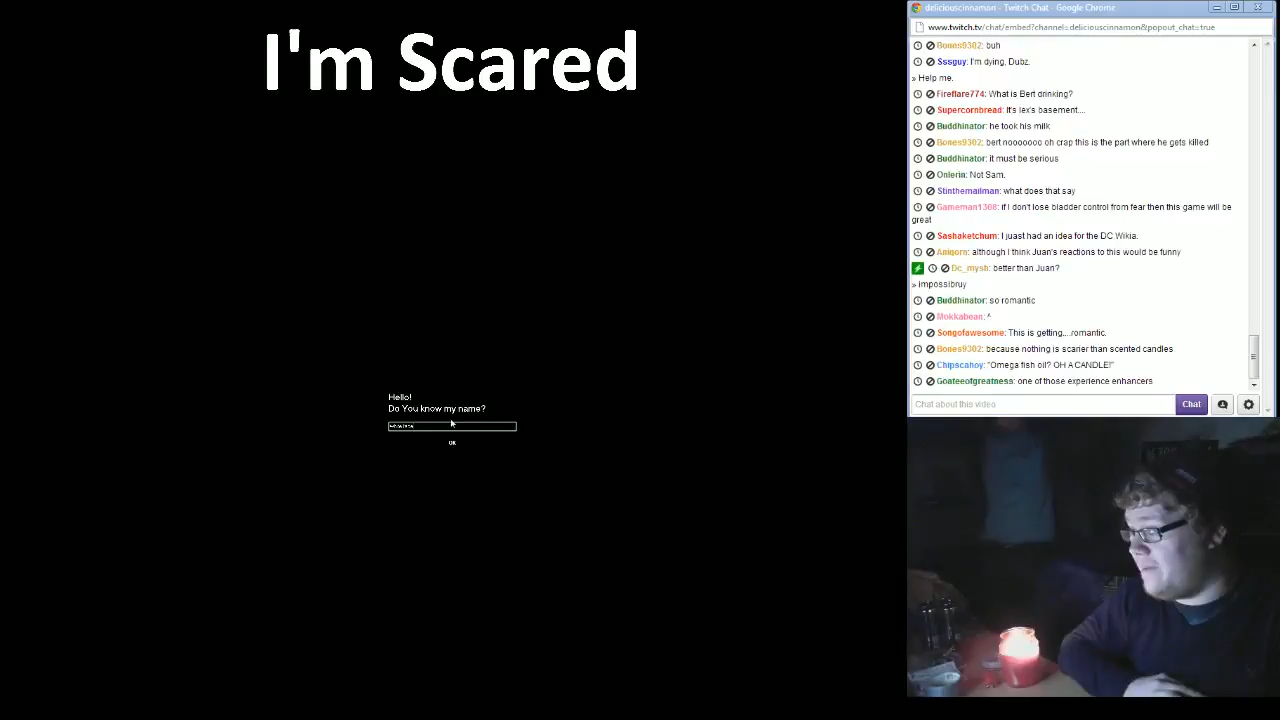 I'm Scared
Hello!
Do You know my name?
OK
deliciouscinnamon - Twitch Chat - Google Chrome
www.twitch.tv/chat/embed?channel=deliciouscinnamon&popout_chat=true
Bones9302: buh
Sssguy: I'm dying, Dubz.
» Help me.
Fireflare774: What is Bert drinking?
Supercornbread: It's lex's basement....
Buddhinator: he took his milk
Bones9302: bert nooooooo oh crap this is the part where he gets killed
Buddhinator: it must be serious
Onlerin: Not Sam.
Stinthemailman: what does that say
Gameman1308: if I don't lose bladder control from fear then this game will be
great
Sashaketchum: I juast had an idea for the DC Wikia.
Aniqorn: although I think Juan's reactions to this would be funny
Dc_mysh: better than Juan?
» impossibruy
Buddhinator: so romantic
Mokkabean: ^
Songofawesome: This is getting....romantic.
Bones9302: because nothing is scarier than scented candles
Chipscahoy: "Omega fish oil? OH A CANDLE!"
Goateeofgreatness: one of those experience enhancers
Chat about this video
Chat